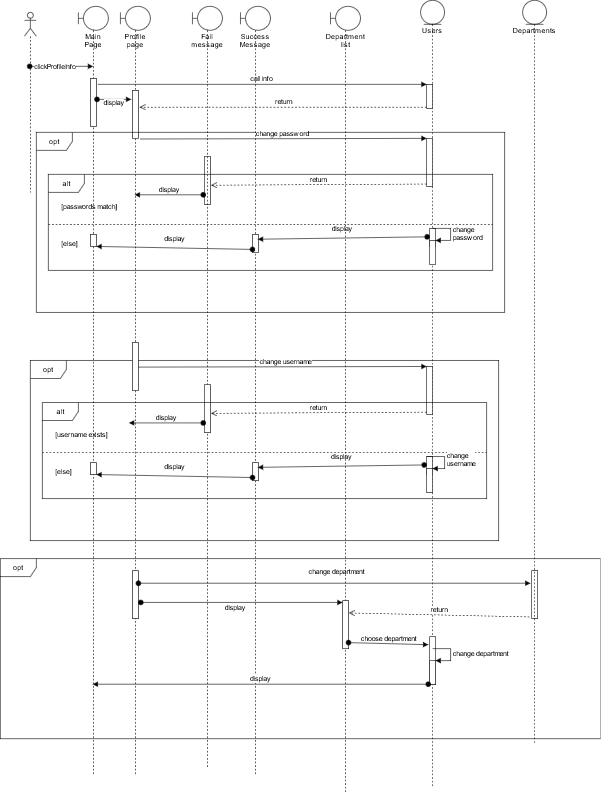 Main
Page
Profile
page
Fail
message
Success
Message
Department
list
Users
Departments
clickProfileInfo
call info
display
return
opt
change password
alt
return
display
[passwords match]
[else]
display
display
change
password
opt
change username
alt
return
display
[username exists]
[else]
display
display
change
username
opt
change department
display
return
choose department
change department
display